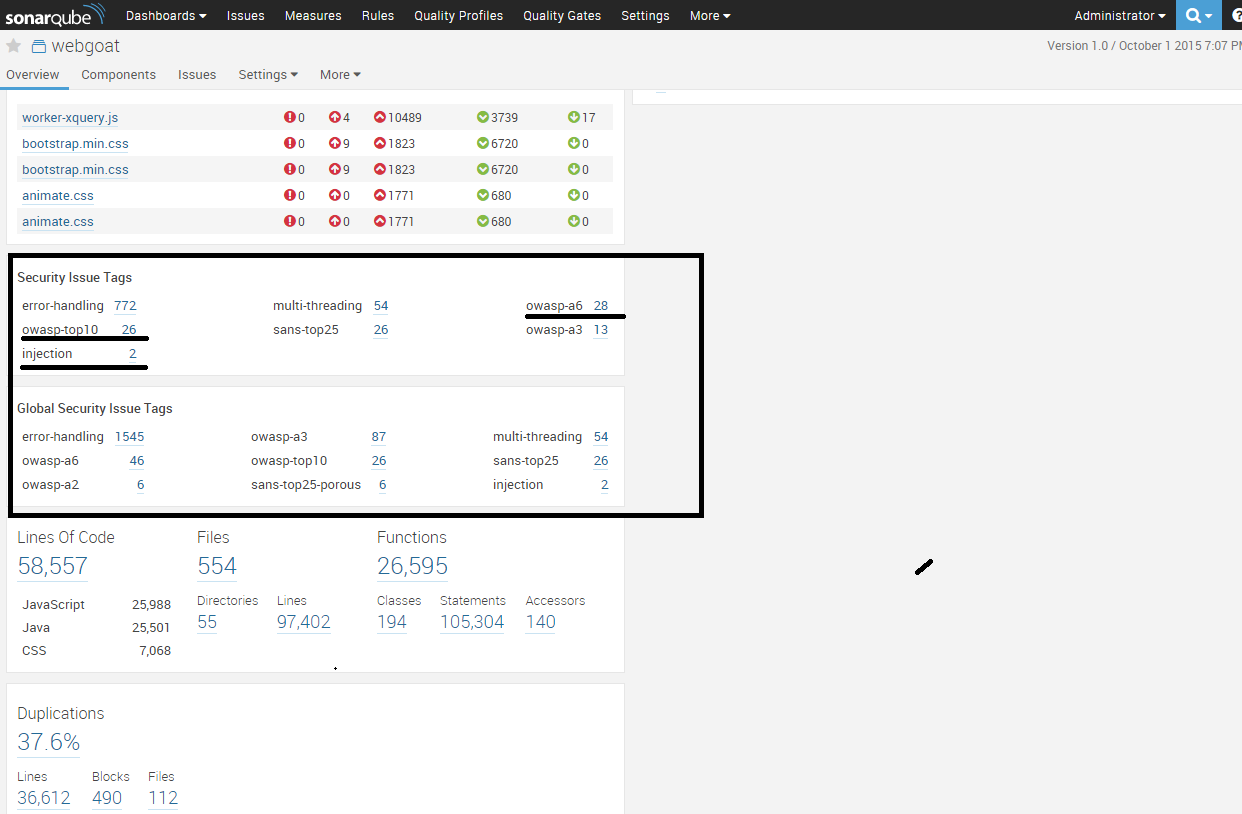 sonarqube Dashboards Issues Measures Rules Quality Profiles Quality Gates Settings More Administrator ?
webgoat Version 1.0 / October 1 2015 7:07
Overview Components Issues Settings More
worker-xquery.js 0 4 10489 3739 17
bootstrap.min.css 0 9 1823 6720 0
bootstrap.min.css 0 9 1823 6720 0
animate.css 0 0 1771 680 0
animate.css 0 0 1771 680 0
Security Issue Tags
error-handling 772 multi-threading 54 owasp-a6 28
owasp-top10 26 sans-top25 26 owasp-a3 13
injection 2
Global Security Issue Tags
error-handling 1545 owasp-a3 87 multi-threading 54
owasp-a6 46 owasp-top10 26 sans-top25 26
owasp-a2 6 sans-top25-porous 6 injection 2
Lines Of Code Files Functions
58,557 554 26,595
Directories Lines Classes Statements Accessors
JavaScript 25,988
55 97,402 194 105,304 140
Java 25,501
CSS 7,068
Duplications
37.6%
Lines Blocks Files
36,612 490 112